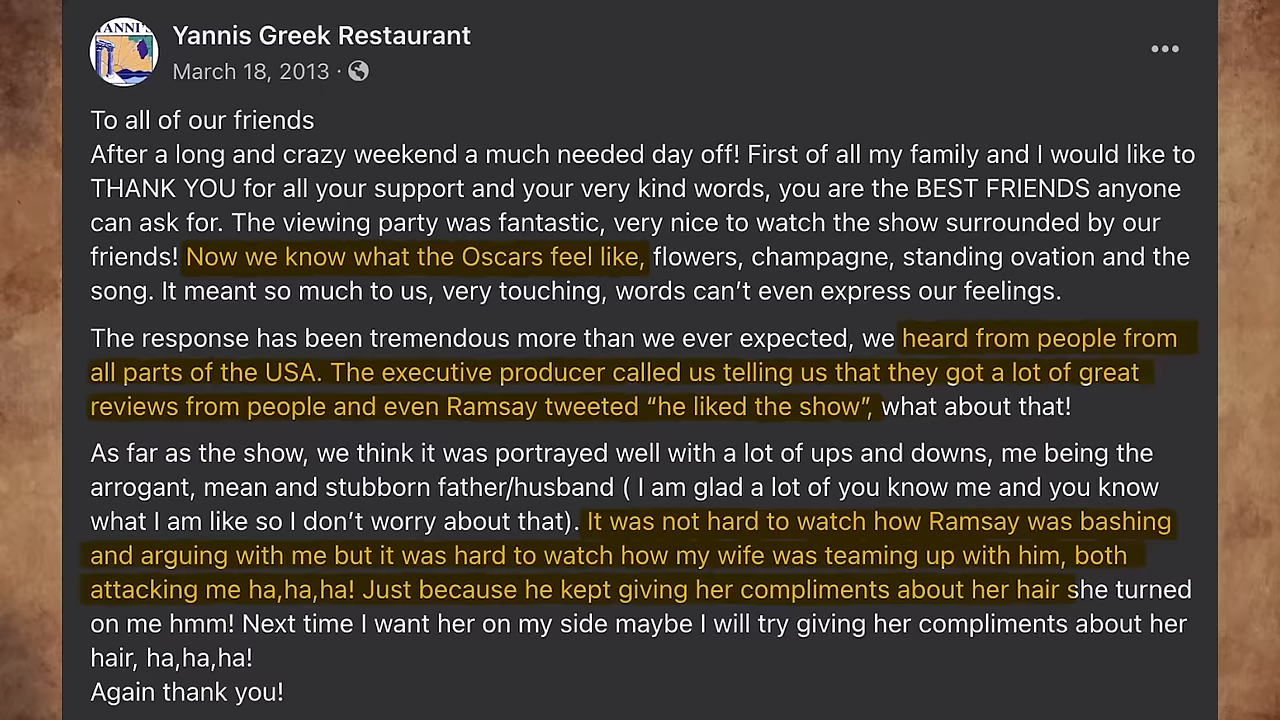 YANNI'S
Yannis Greek Restaurant
March 18, 2013 ·
To all of our friends
After a long and crazy weekend a much needed day off! First of all my family and I would like to
THANK YOU for all your support and your very kind words, you are the BEST FRIENDS anyone
can ask for. The viewing party was fantastic, very nice to watch the show surrounded by our
friends! Now we know what the Oscars feel like, flowers, champagne, standing ovation and the
song. It meant so much to us, very touching, words can’t even express our feelings.
The response has been tremendous more than we ever expected, we heard from people from
all parts of the USA. The executive producer called us telling us that they got a lot of great
reviews from people and even Ramsay tweeted “he liked the show”, what about that!
As far as the show, we think it was portrayed well with a lot of ups and downs, me being the
arrogant, mean and stubborn father/husband ( I am glad a lot of you know me and you know
what I am like so I don’t worry about that). It was not hard to watch how Ramsay was bashing
and arguing with me but it was hard to watch how my wife was teaming up with him, both
attacking me ha,ha,ha! Just because he kept giving her compliments about her hair she turned
on me hmm! Next time I want her on my side maybe I will try giving her compliments about her
hair, ha,ha,ha!
Again thank you!